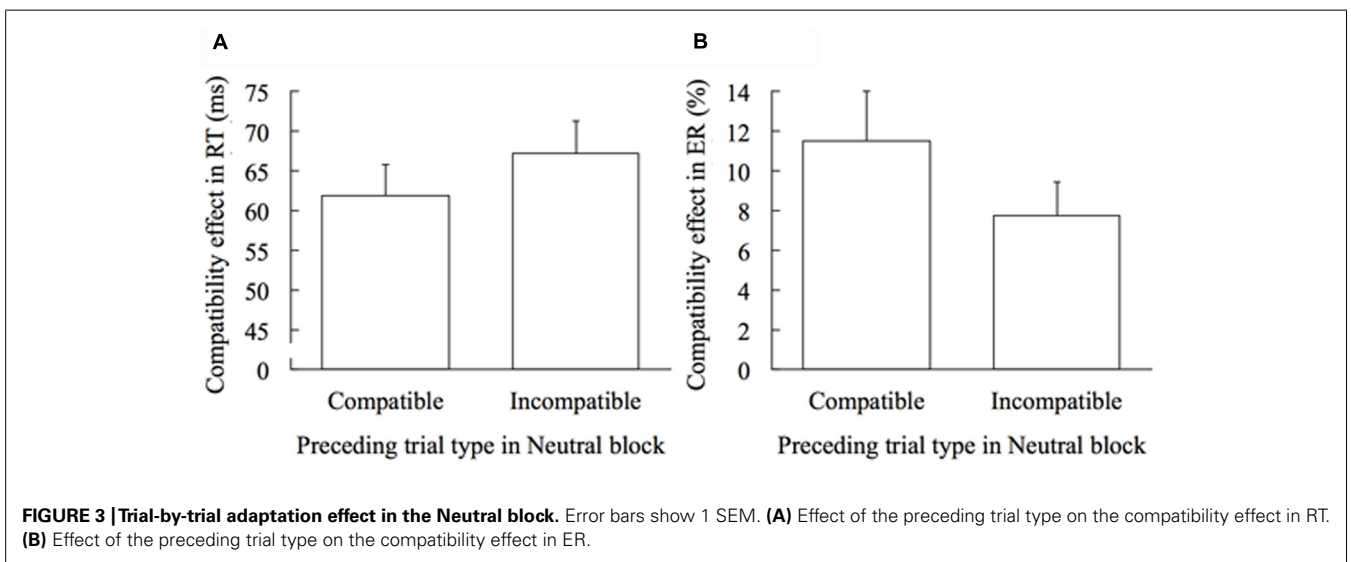 A
Compatibility effect in RT (ms)
75
70
65
60
55
50
45
0
Compatible Incompatible
Preceding trial type in Neutral block
B
Compatibility effect in ER (%)
14
12
10
8
6
4
2
0
Compatible Incompatible
Preceding trial type in Neutral block
FIGURE 3 | Trial-by-trial adaptation effect in the Neutral block. Error bars show 1 SEM. (A) Effect of the preceding trial type on the compatibility effect in RT.
(B) Effect of the preceding trial type on the compatibility effect in ER.